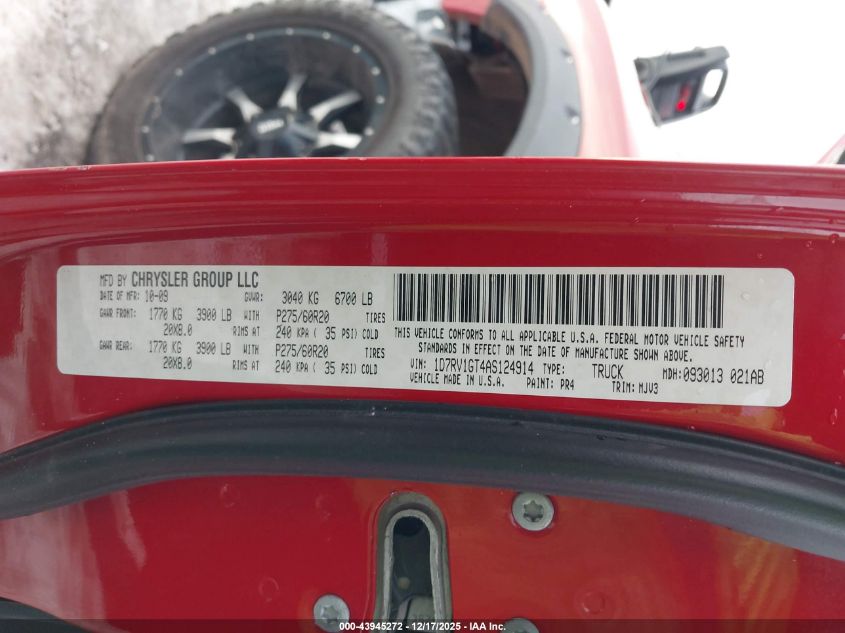 MFD BY CHRYSLER GROUP LLC
DATE OF MFR: 10-09 GVWR: 3040 KG 6700 LB
GAWR FRONT: 1770 KG 3900 LB WITH P275/60R20 TIRES
20X8.0 RIMS AT 240 KPA ( 35 PSI) COLD
GAWR REAR: 1770 KG 3900 LB WITH P275/60R20 TIRES
20X8.0 RIMS AT 240 KPA ( 35 PSI) COLD
THIS VEHICLE CONFORMS TO ALL APPLICABLE U.S.A. FEDERAL MOTOR VEHICLE SAFETY
STANDARDS IN EFFECT ON THE DATE OF MANUFACTURE SHOWN ABOVE.
VIN: 1D7RV1GT4AS124914 TYPE: TRUCK MDH:093013 021AB
VEHICLE MADE IN U.S.A. PAINT: PR4 TRIM: MJV3
000-43945272 - 12/17/2025 - IAA Inc.